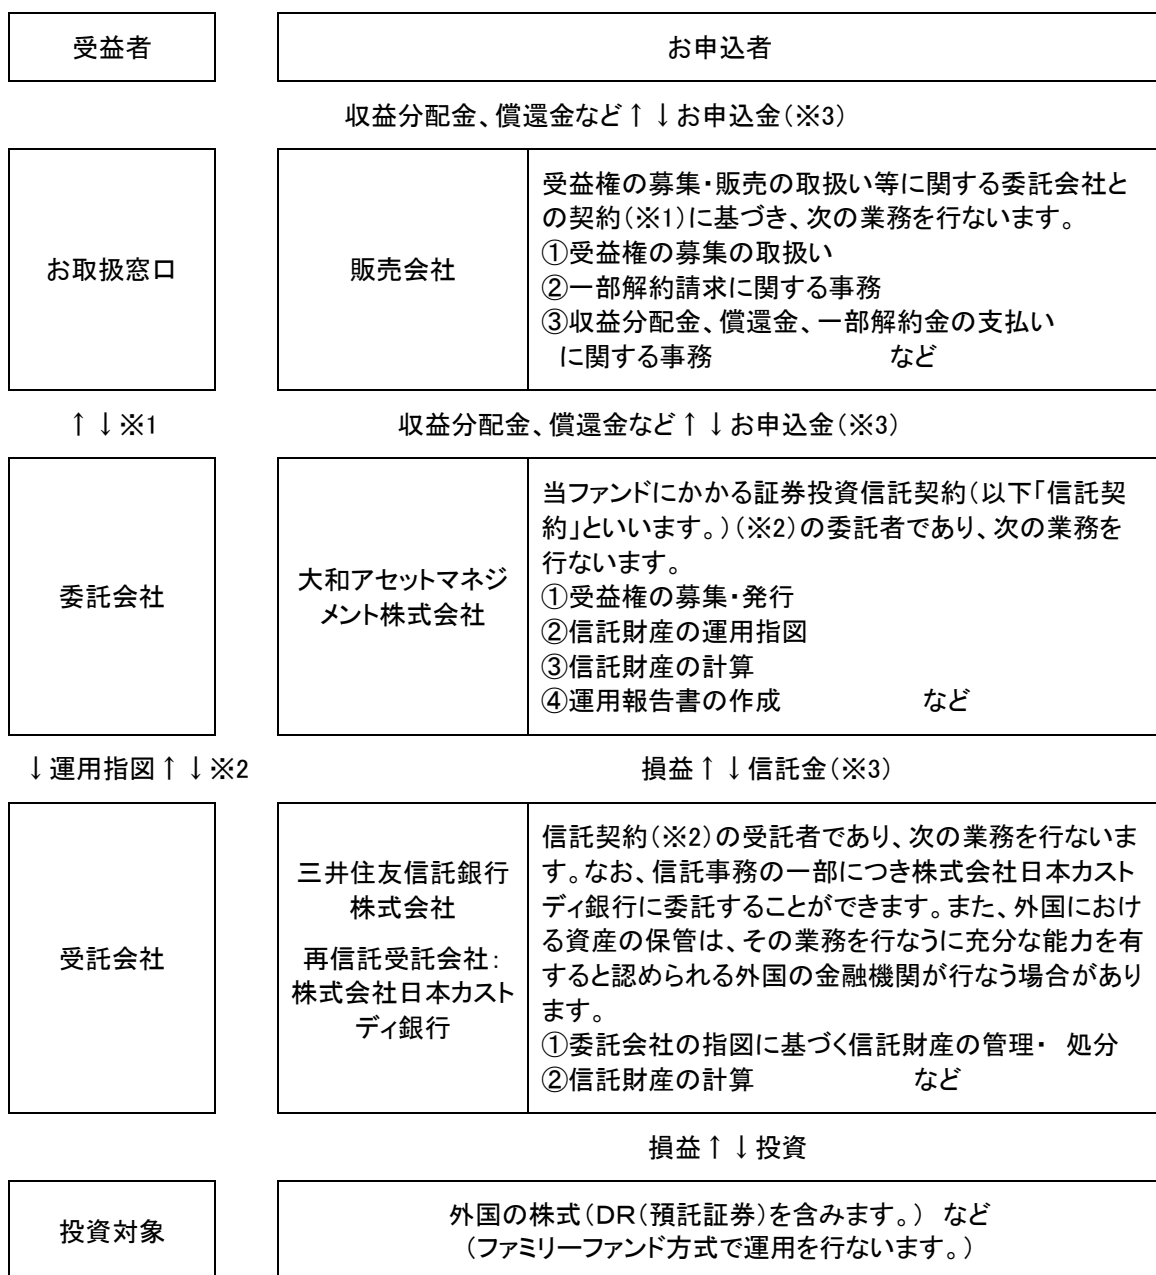 受益者
お申込者
収益分配金、償還金など↑↓お申込金(※3)
お取扱窓口
販売会社
受益権の募集・販売の取扱い等に関する委託会社と
の契約(※1)に基づき、次の業務を行ないます。
①受益権の募集の取扱い
②一部解約請求に関する事務
③収益分配金、償還金、一部解約金の支払い
に関する事務 など
↑↓※1
収益分配金、償還金など↑↓お申込金(※3)
委託会社
大和アセットマネジ
メント株式会社
当ファンドにかかる証券投資信託契約(以下「信託契
約」といいます。)(※2)の委託者であり、次の業務を
行ないます。
①受益権の募集・発行
②信託財産の運用指図
③信託財産の計算
④運用報告書の作成 など
↓運用指図↑↓※2
損益↑↓信託金(※3)
受託会社
三井住友信託銀行
株式会社
再信託受託会社:
株式会社日本カスト
ディ銀行
信託契約(※2)の受託者であり、次の業務を行ないま
す。なお、信託事務の一部につき株式会社日本カスト
ディ銀行に委託することができます。また、外国におけ
る資産の保管は、その業務を行なうに充分な能力を有
すると認められる外国の金融機関が行なう場合があり
ます。
①委託会社の指図に基づく信託財産の管理・ 処分
②信託財産の計算 など
損益↑↓投資
投資対象
外国の株式(DR(預託証券)を含みます。) など
(ファミリーファンド方式で運用を行ないます。)